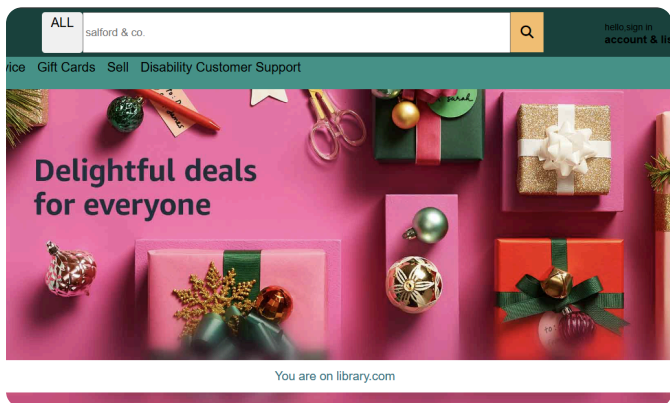 ALL
salford & co.
hello,sign in
account & lis
vice Gift Cards Sell Disability Customer Support
sarah
Delightful deals
for everyone
You are on library.com